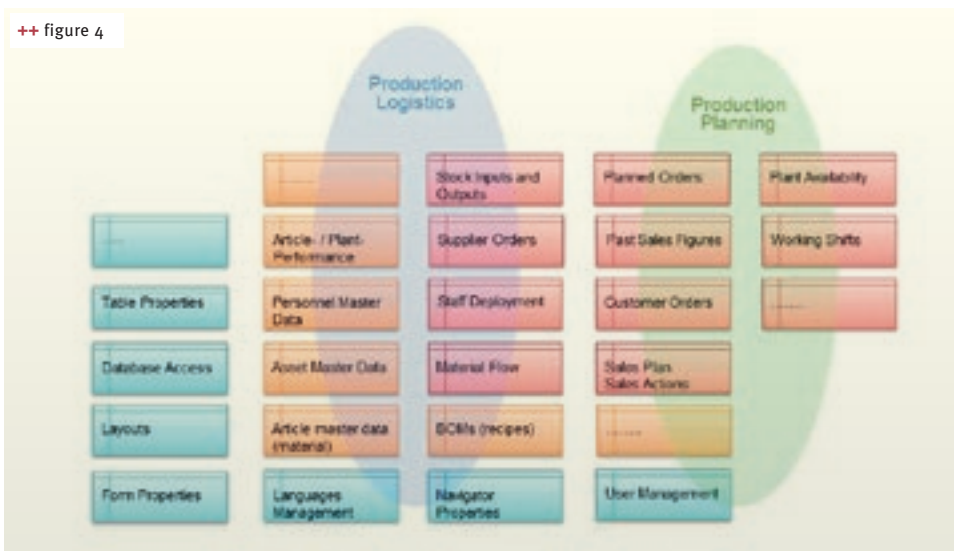 ++ figure 4
Production
Logistics
Production
Planning
Stock Inputs and
Outputs
Planned Orders
Plant Availability
Article- / Plant-
Performance
Supplier Orders
Past Sales Figures
Working Shifts
Table Properties
Personnel Master
Data
Staff Deployment
Customer Orders
Database Access
Asset Master Data
Material Flow
Sales Plan
Sales Actions
Layouts
Article master data
(material)
BOMs (recipes)
Form Properties
Languages
Management
Navigator
Properties
User Management